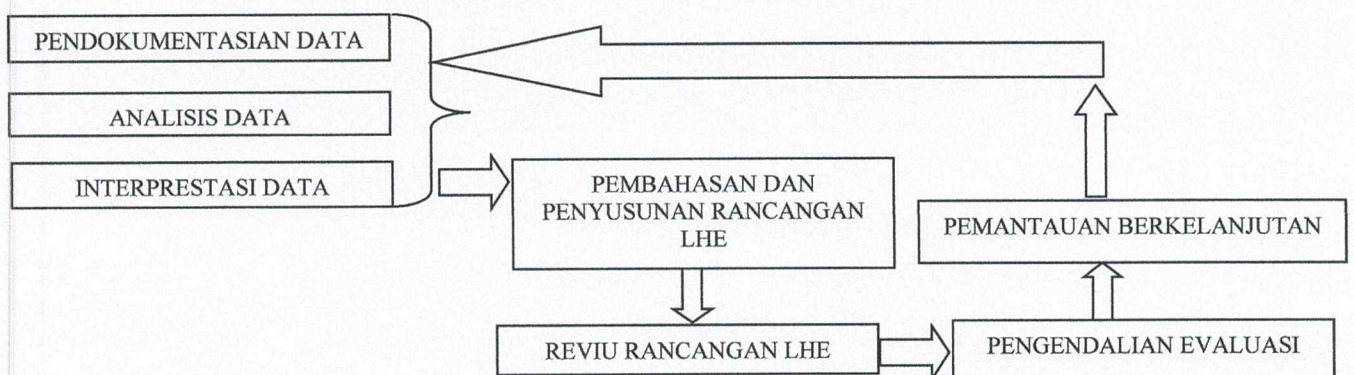 PENDOKUMENTASIAN DATA
ANALISIS DATA
INTERPRESTASI DATA
PEMBAHASAN DAN
PENYUSUNAN RANCANGAN
LHE
PEMANTAUAN BERKELANJUTAN
REVIU RANCANGAN LHE
PENGENDALIAN EVALUASI